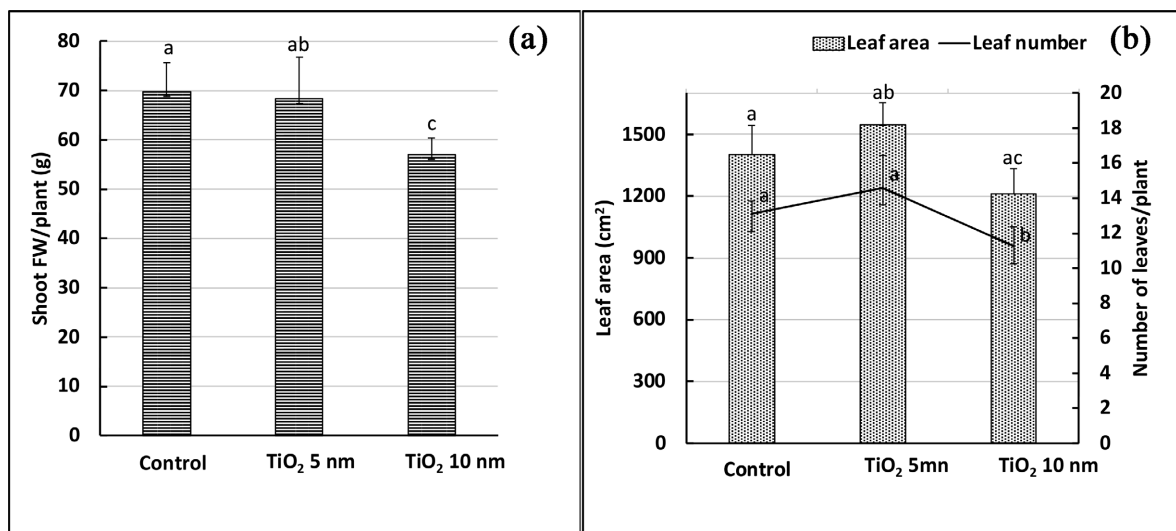 (a)
80
70
60
50
40
30
20
10
0
Shoot FW/plant (g)
a
ab
c
Control
TiO₂ 5 nm
TiO₂ 10 nm
(b)
Leaf area
Leaf number
1500
1200
900
600
300
0
Leaf area (cm²)
a
ab
ac
a
a
b
20
18
16
14
12
10
8
6
4
2
0
Number of leaves/plant
Control
TiO₂ 5mn
TiO₂ 10 nm